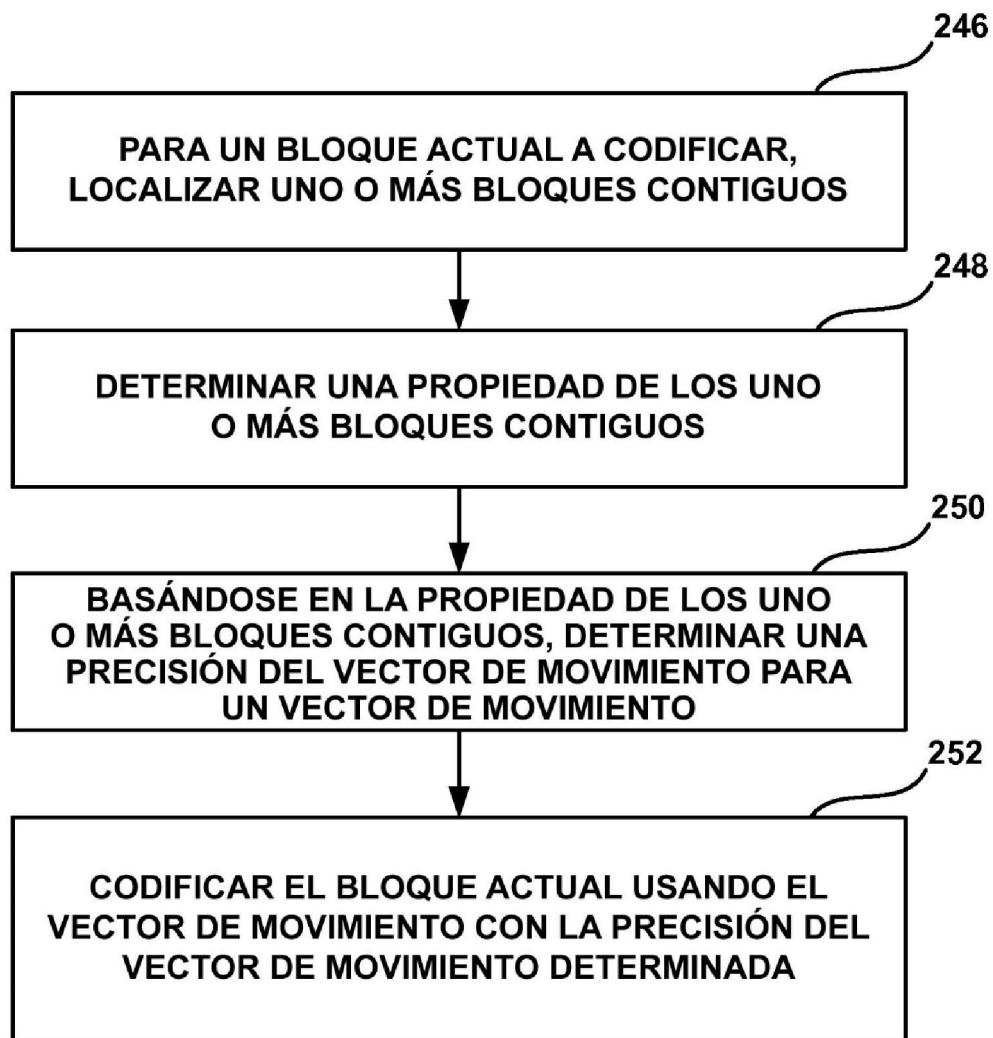 246
PARA UN BLOQUE ACTUAL A CODIFICAR,
LOCALIZAR UNO O MÁS BLOQUES CONTIGUOS
248
DETERMINAR UNA PROPIEDAD DE LOS UNO
O MÁS BLOQUES CONTIGUOS
250
BASÁNDOSE EN LA PROPIEDAD DE LOS UNO
O MÁS BLOQUES CONTIGUOS, DETERMINAR UNA
PRECISIÓN DEL VECTOR DE MOVIMIENTO PARA
UN VECTOR DE MOVIMIENTO
252
CODIFICAR EL BLOQUE ACTUAL USANDO EL
VECTOR DE MOVIMIENTO CON LA PRECISIÓN DEL
VECTOR DE MOVIMIENTO DETERMINADA